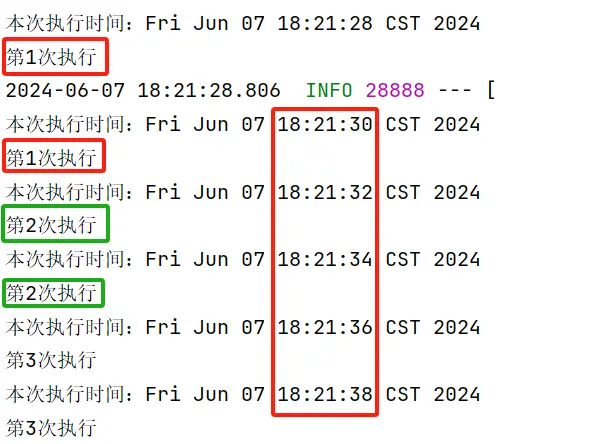 本次执行时间：Fri Jun 07 18:21:28 CST 2024
第1次执行
2024-06-07 18:21:28.806  INFO 28888 --- [
本次执行时间：Fri Jun 07 18:21:30 CST 2024
第1次执行
本次执行时间：Fri Jun 07 18:21:32 CST 2024
第2次执行
本次执行时间：Fri Jun 07 18:21:34 CST 2024
第2次执行
本次执行时间：Fri Jun 07 18:21:36 CST 2024
第3次执行
本次执行时间：Fri Jun 07 18:21:38 CST 2024
第3次执行